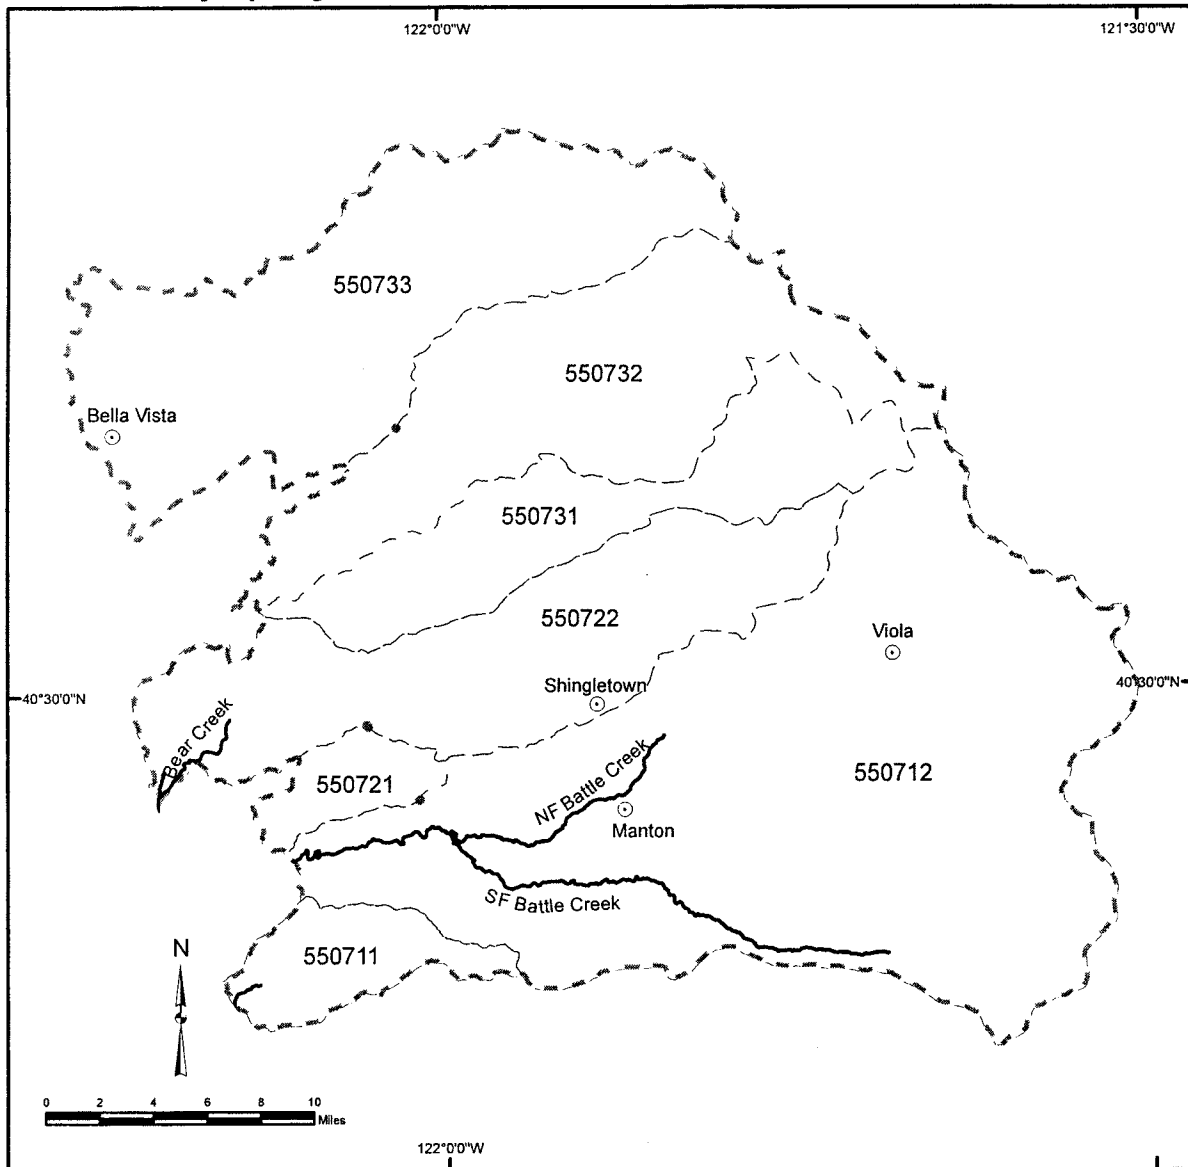 122°0'0"W
121°30'0"W
550733
550732
Bella Vista
550731
550722
Viola
Shingletown
40°30'0"N
40°30'0"N
Bear Creek
550721
NF Battle Creek
550712
Manton
SF Battle Creek
550711
N
0 2 4 6 8 10
Miles
122°0'0"W